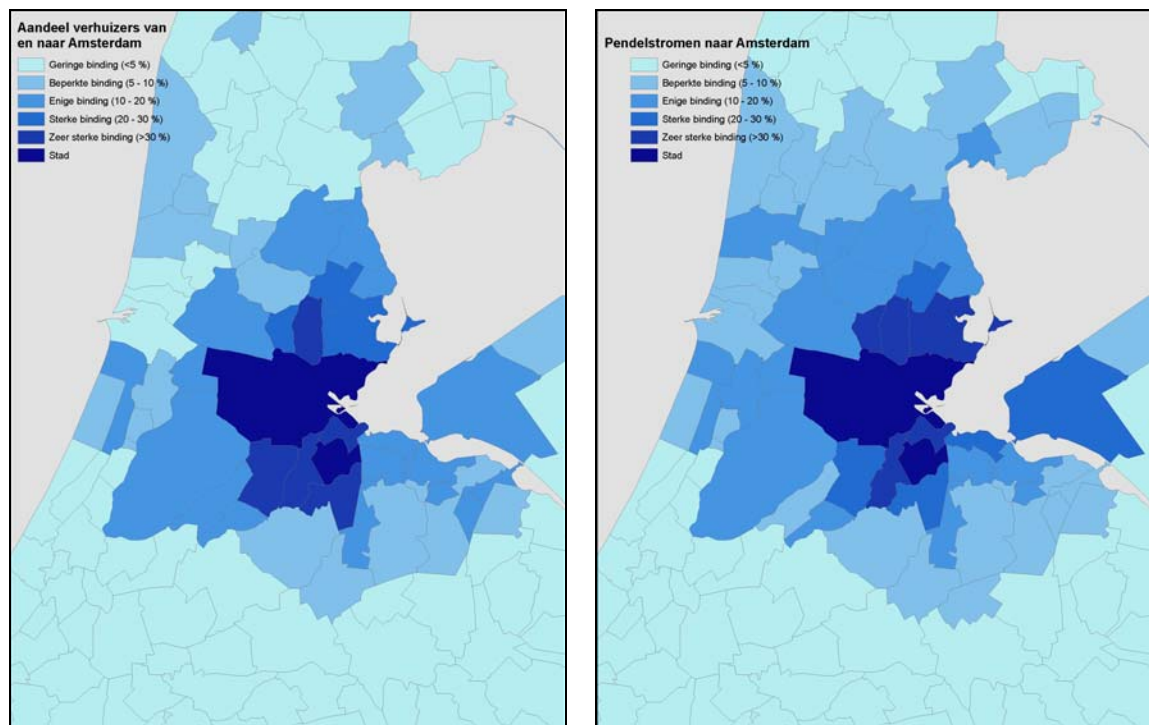 Aandeel verhuizers van
en naar Amsterdam
Geringe binding (<5 %)
Beperkte binding (5 - 10 %)
Enige binding (10 - 20 %)
Sterke binding (20 - 30 %)
Zeer sterke binding (>30 %)
Stad
Pendelstromen naar Amsterdam
Geringe binding (<5 %)
Beperkte binding (5 - 10 %)
Enige binding (10 - 20 %)
Sterke binding (20 - 30 %)
Zeer sterke binding (>30 %)
Stad